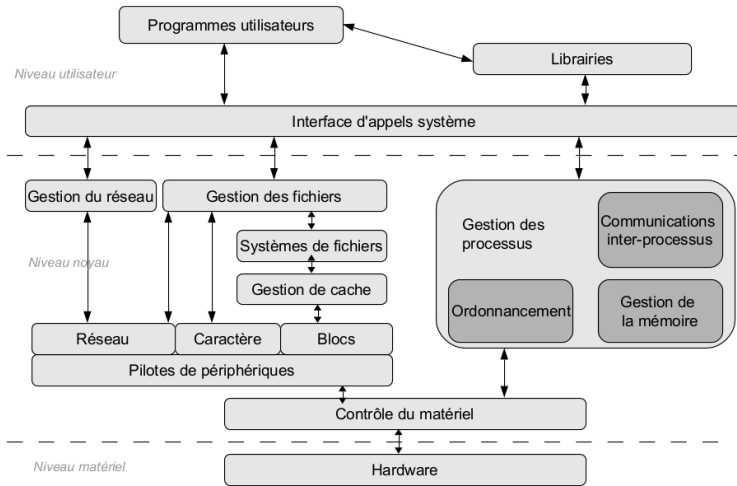 Programmes utilisateurs
Librairies
Niveau utilisateur
Interface d'appels système
Gestion du réseau
Gestion des fichiers
Gestion des
processus
Communications
inter-processus
Systèmes de fichiers
Niveau noyau
Gestion de cache
Ordonnancement
Gestion de
la mémoire
Réseau
Caractère
Blocs
Pilotes de périphériques
Contrôle du matériel
Niveau matériel
Hardware